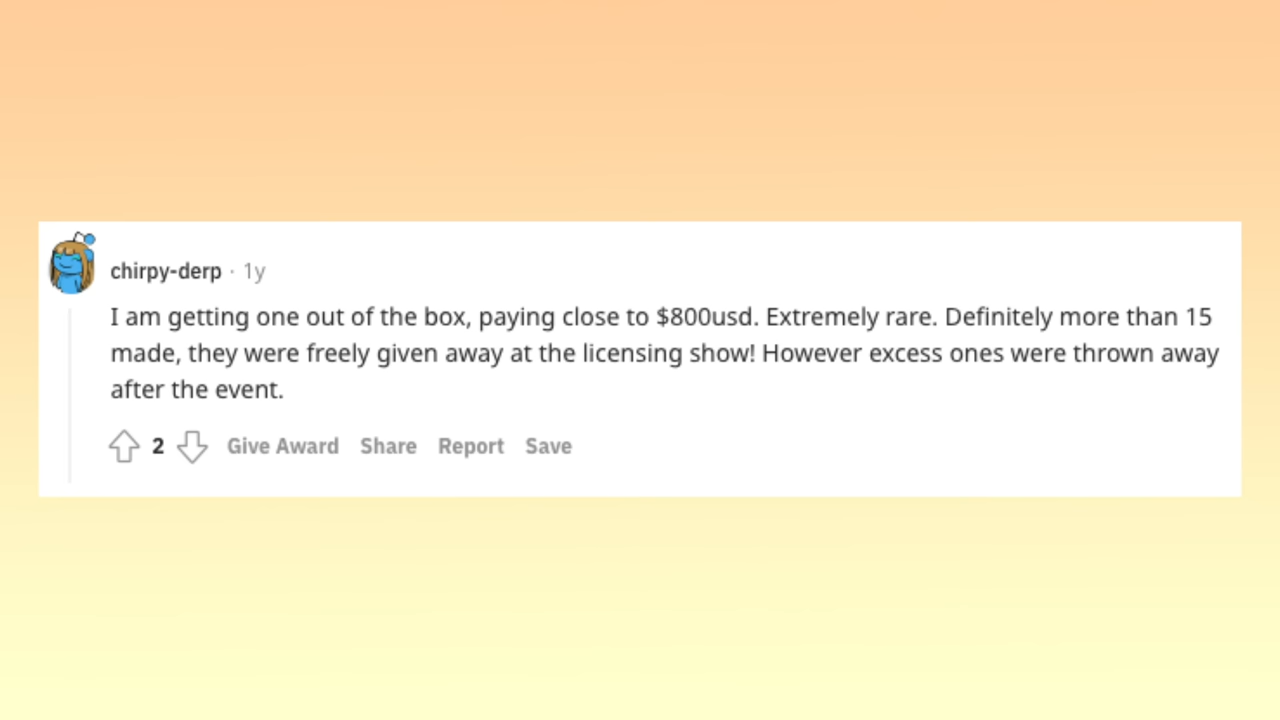 chirpy-derp · 1y
I am getting one out of the box, paying close to $800usd. Extremely rare. Definitely more than 15
made, they were freely given away at the licensing show! However excess ones were thrown away
after the event.
2 Give Award Share Report Save